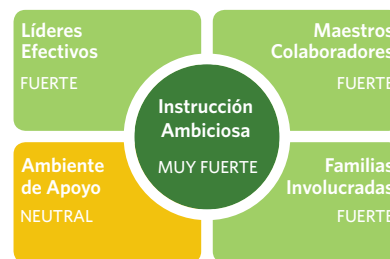 Líderes
Efectivos
FUERTE
Maestros
Colaboradores
FUERTE
Instrucción
Ambiciosa
MUY FUERTE
Ambiente
de Apoyo
NEUTRAL
Familias
Involucradas
FUERTE